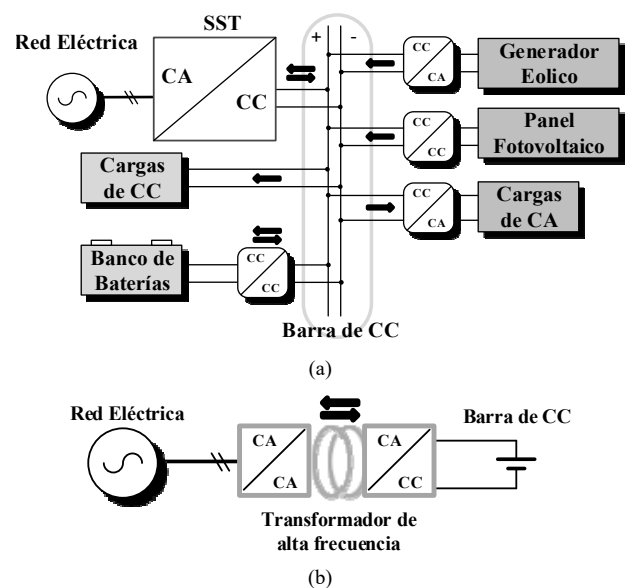 SST
Red Eléctrica
CA
CC
+ -
CC
CA
Generador
Eolico
CC
CC
Panel
Fotovoltaico
Cargas
de CC
CC
CA
Cargas
de CA
Banco de
Baterías
CC
CC
Barra de CC
(a)
Red Eléctrica
CA
CA
CA
CC
Barra de CC
Transformador de
alta frecuencia
(b)